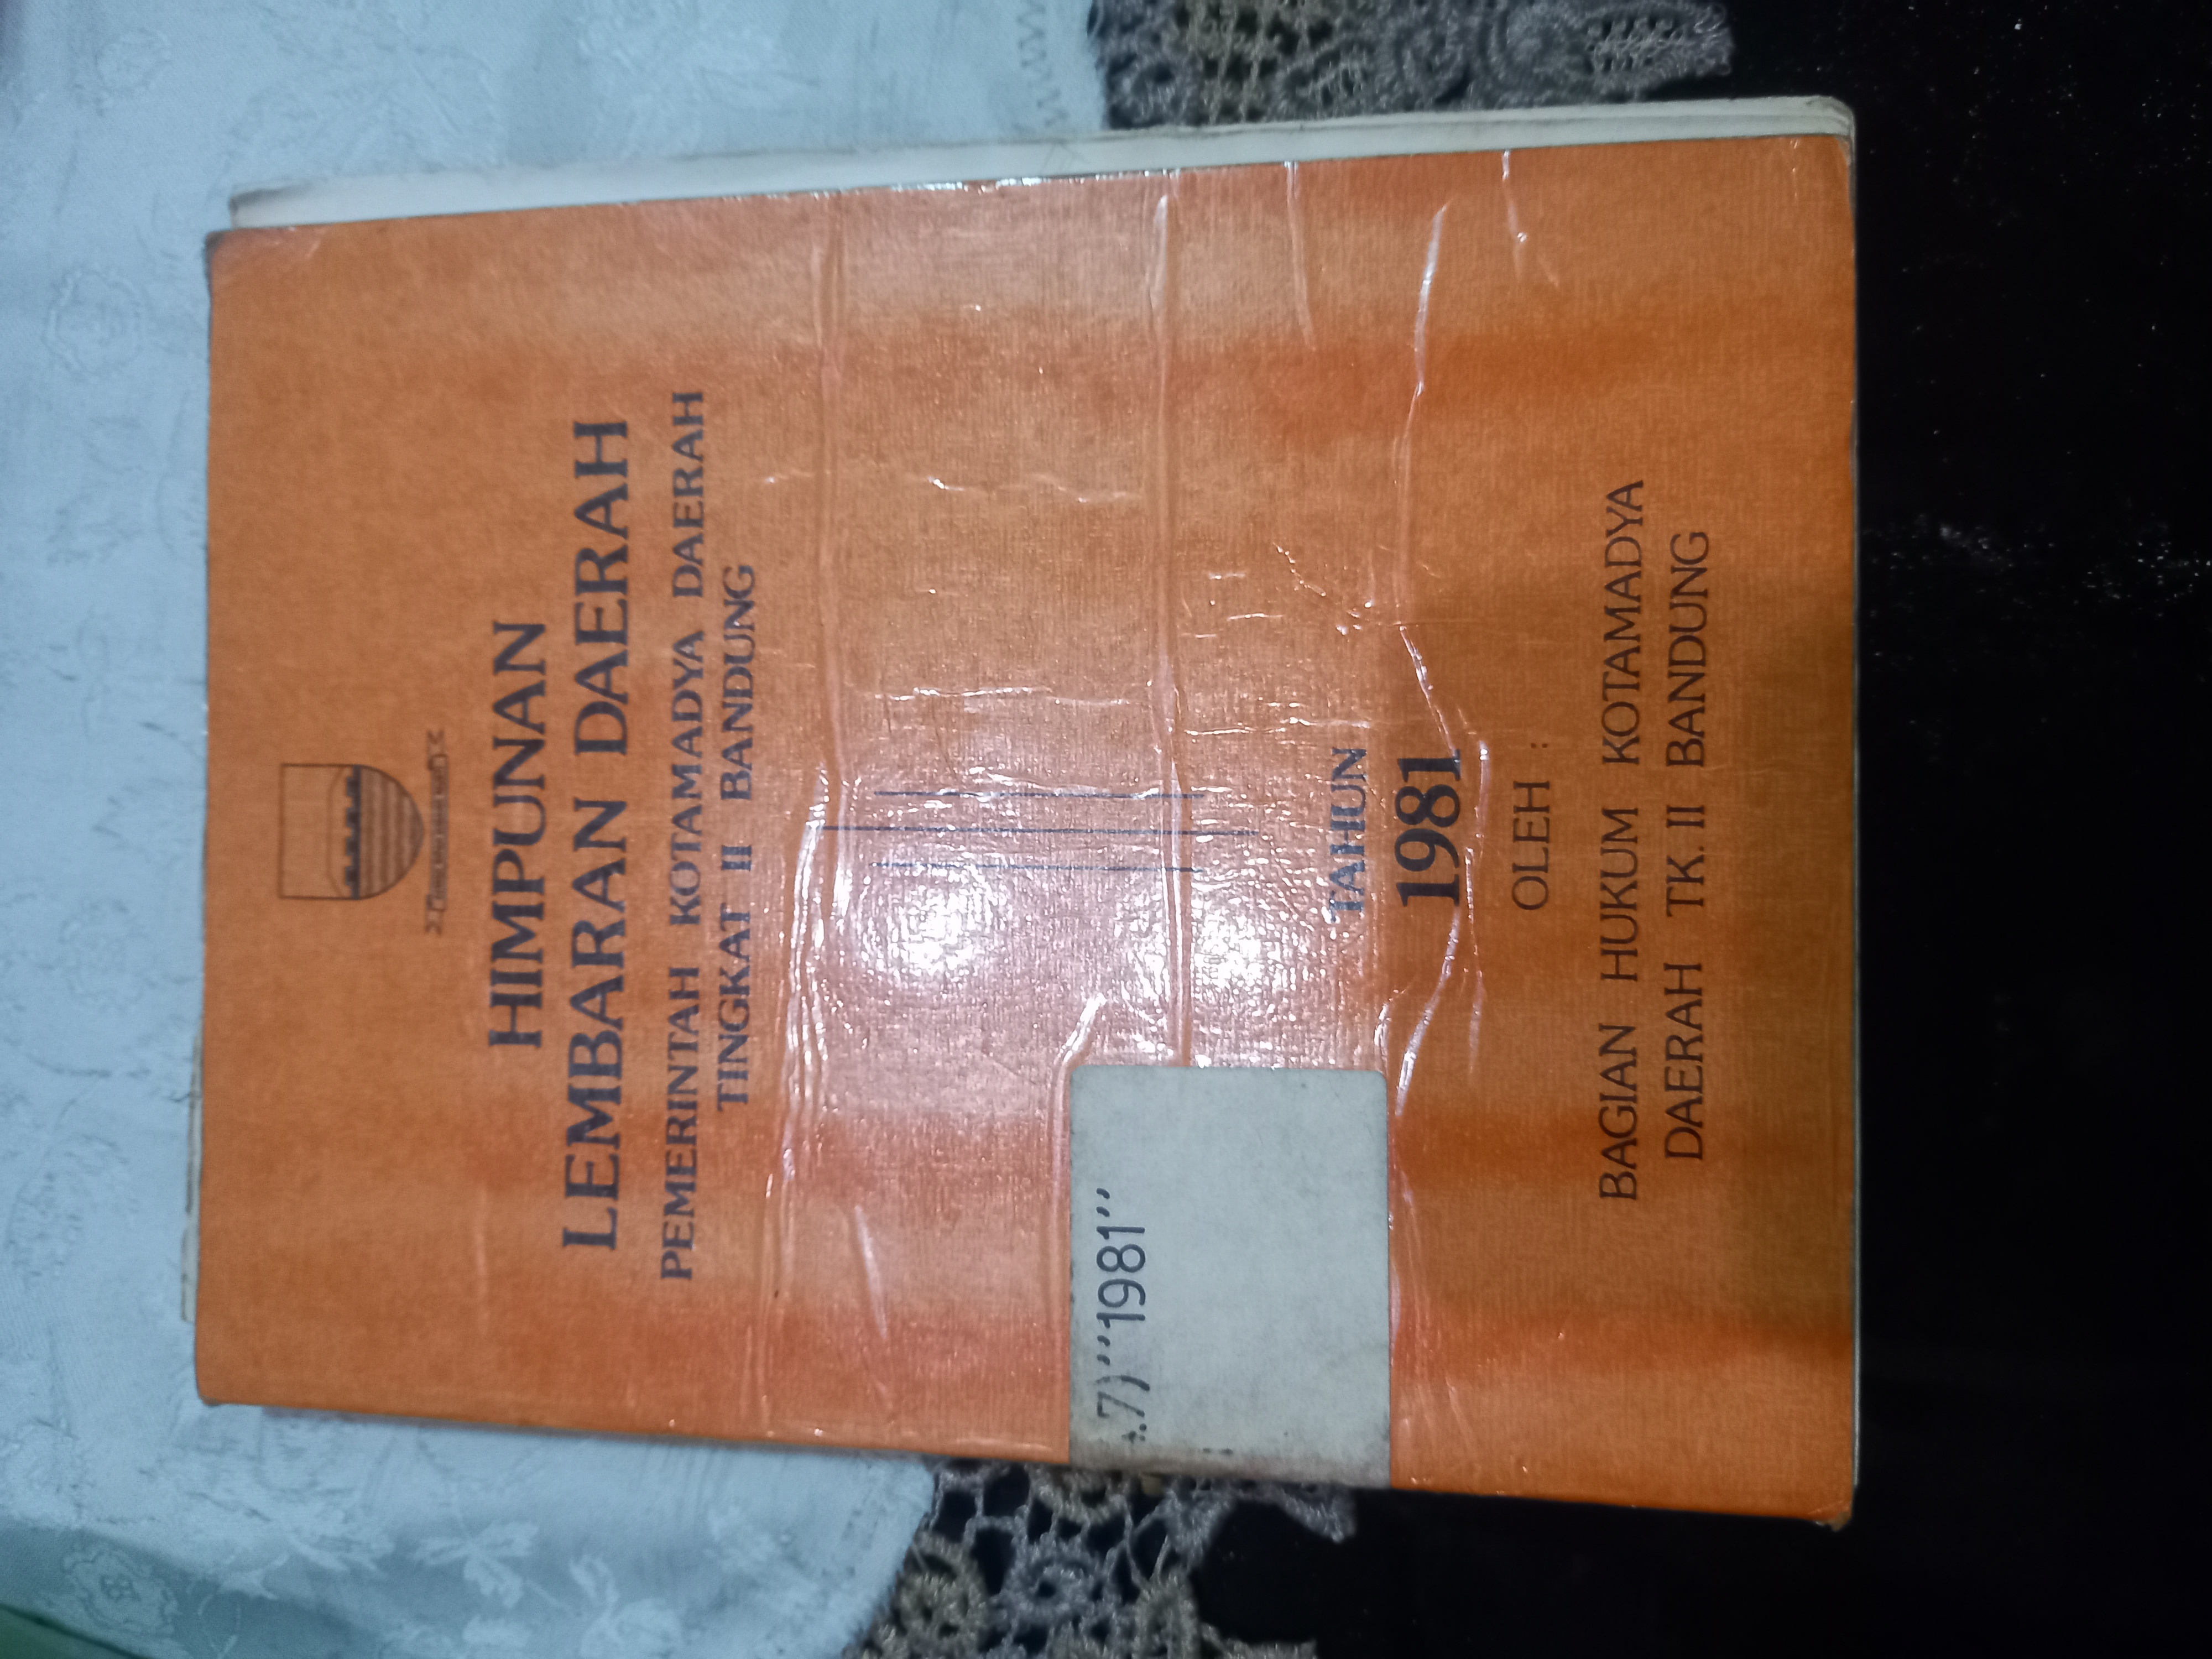 HIMPUNAN
LEMBARAN DAERAH
PEMERINTAH KOTAMADYA DAERAH
TINGKAT II BANDUNG
TAHUN
1981
OLEH :
BAGIAN HUKUM KOTAMADYA
DAERAH TK. II BANDUNG
.7)"1981"